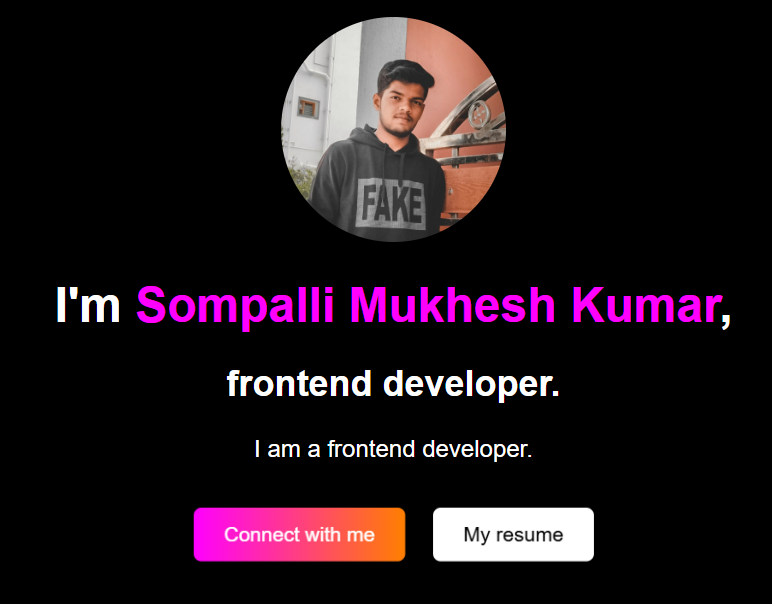 FAKE
I'm Sompalli Mukhesh Kumar,
frontend developer.
I am a frontend developer.
Connect with me My resume